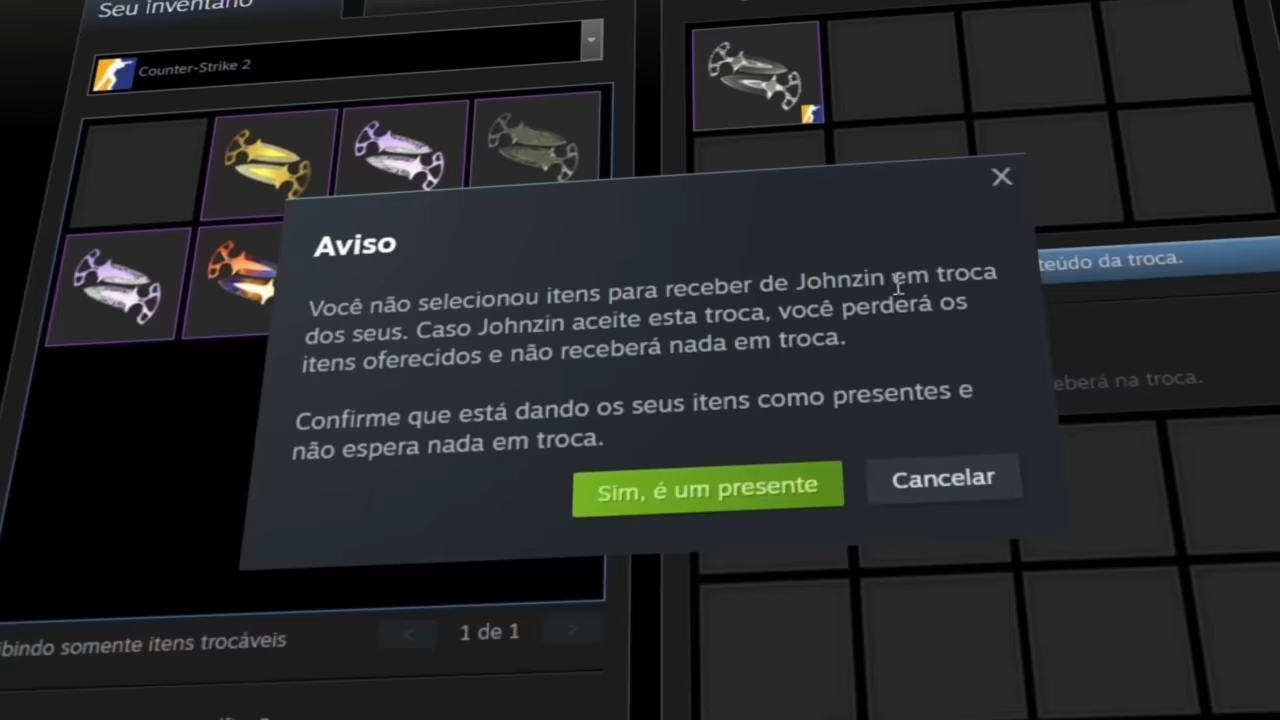 Seu inventário
Counter-Strike 2
Aviso
Você não selecionou itens para receber de Johnzin em troca
dos seus. Caso Johnzin aceite esta troca, você perderá os
itens oferecidos e não receberá nada em troca.
Confirme que está dando os seus itens como presentes e
não espera nada em troca.
Sim, é um presente
Cancelar
teúdo da troca.
eberá na troca.
ibindo somente itens trocáveis
< 1 de 1 >